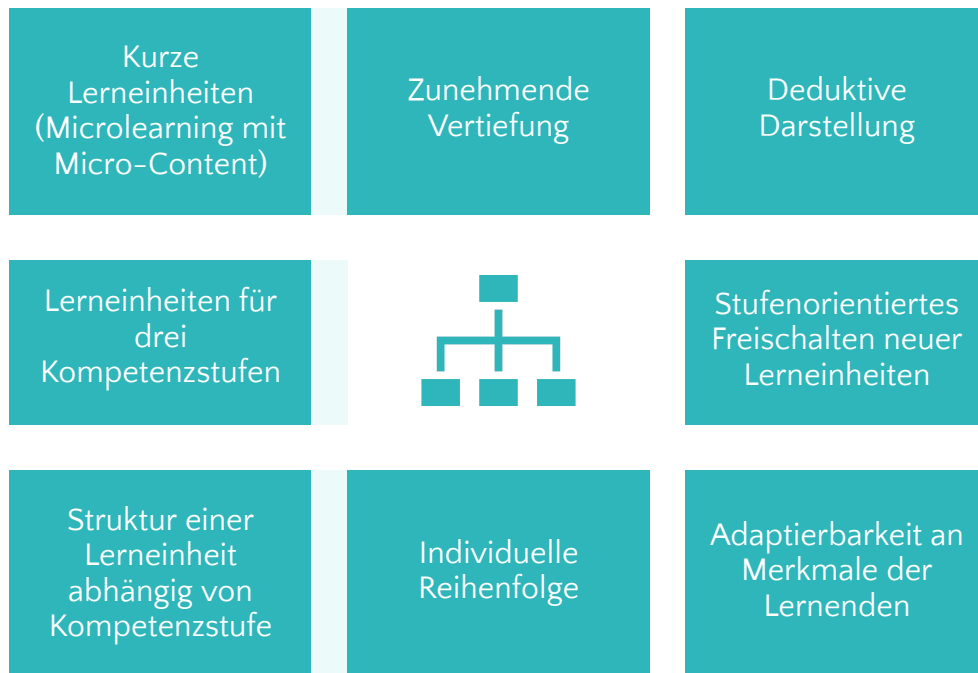 Kurze
Lerneinheiten
(Microlearning mit
Micro-Content)
Zunehmende
Vertiefung
Deduktive
Darstellung
Lerneinheiten für
drei
Kompetenzstufen
Stufenorientiertes
Freischalten neuer
Lerneinheiten
Struktur einer
Lerneinheit
abhängig von
Kompetenzstufe
Individuelle
Reihenfolge
Adaptierbarkeit an
Merkmale der
Lernenden